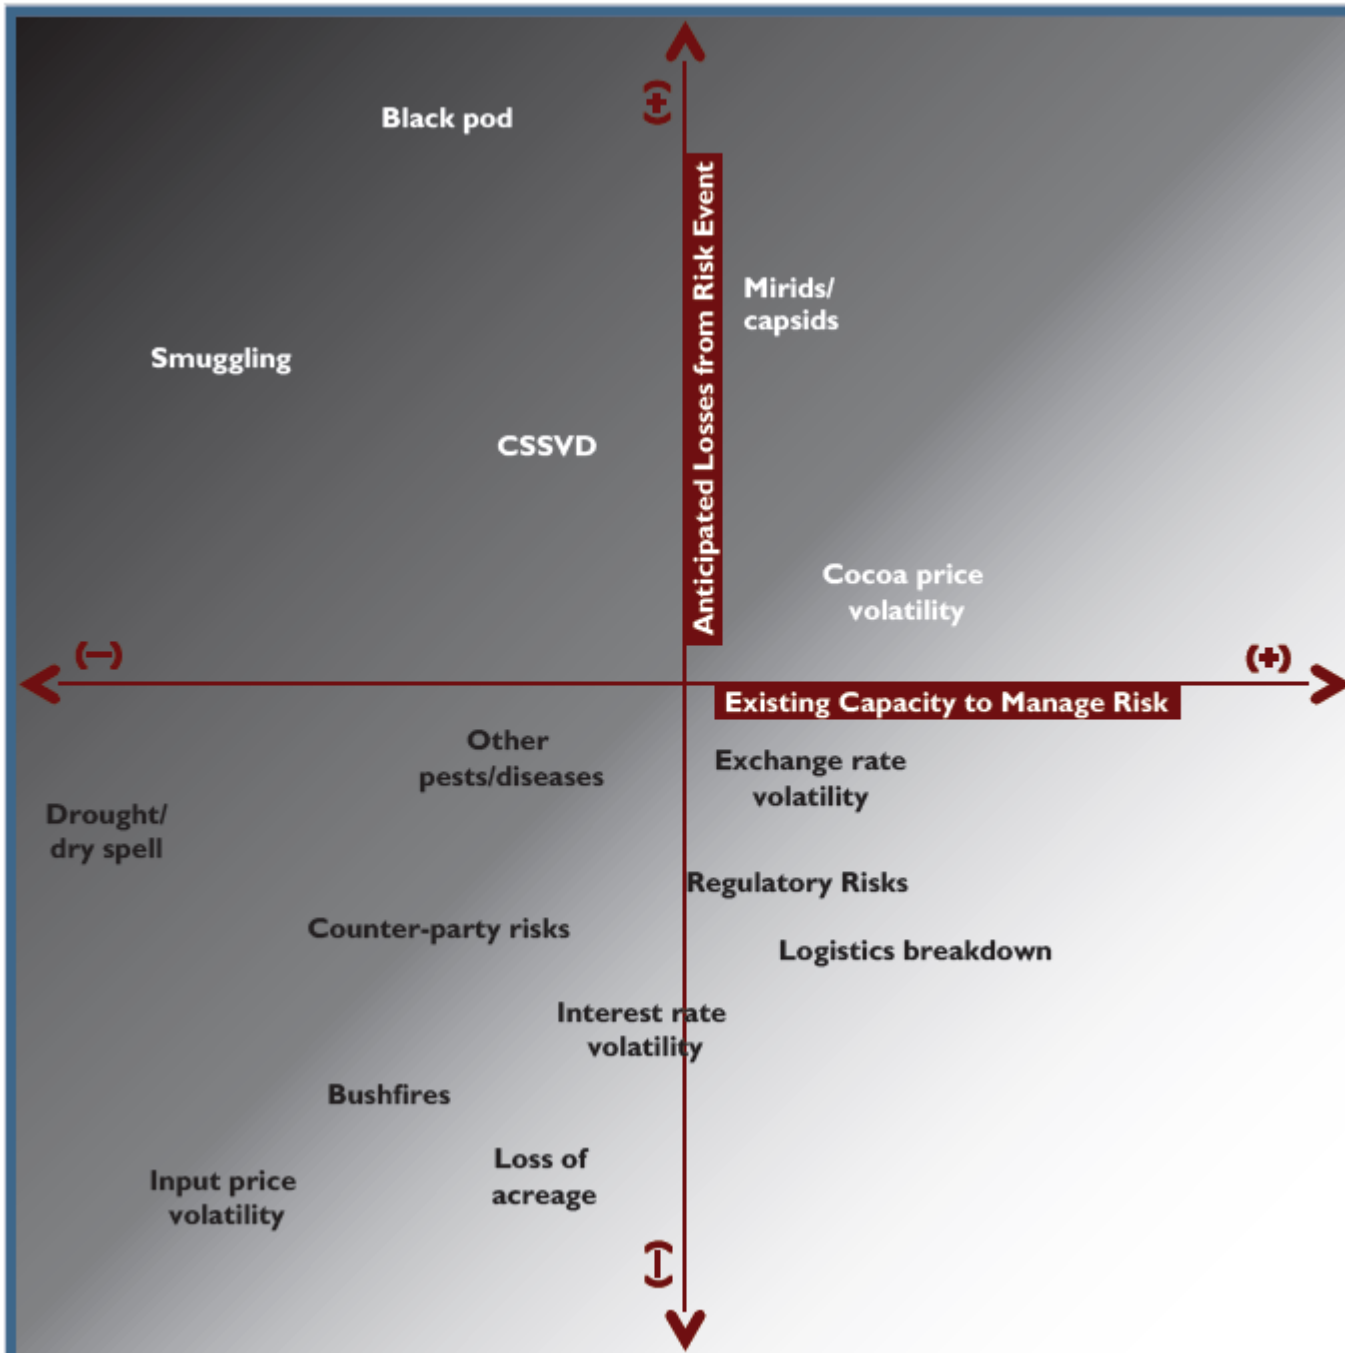 (+)
Black pod
Anticipated Losses from Risk Event
Mirids/
capsids
Smuggling
CSSVD
Cocoa price
volatility
(—)
(+)
Existing Capacity to Manage Risk
Other
pests/diseases
Exchange rate
volatility
Drought/
dry spell
Regulatory Risks
Counter-party risks
Logistics breakdown
Interest rate
volatility
Bushfires
Loss of
acreage
Input price
volatility
(—)